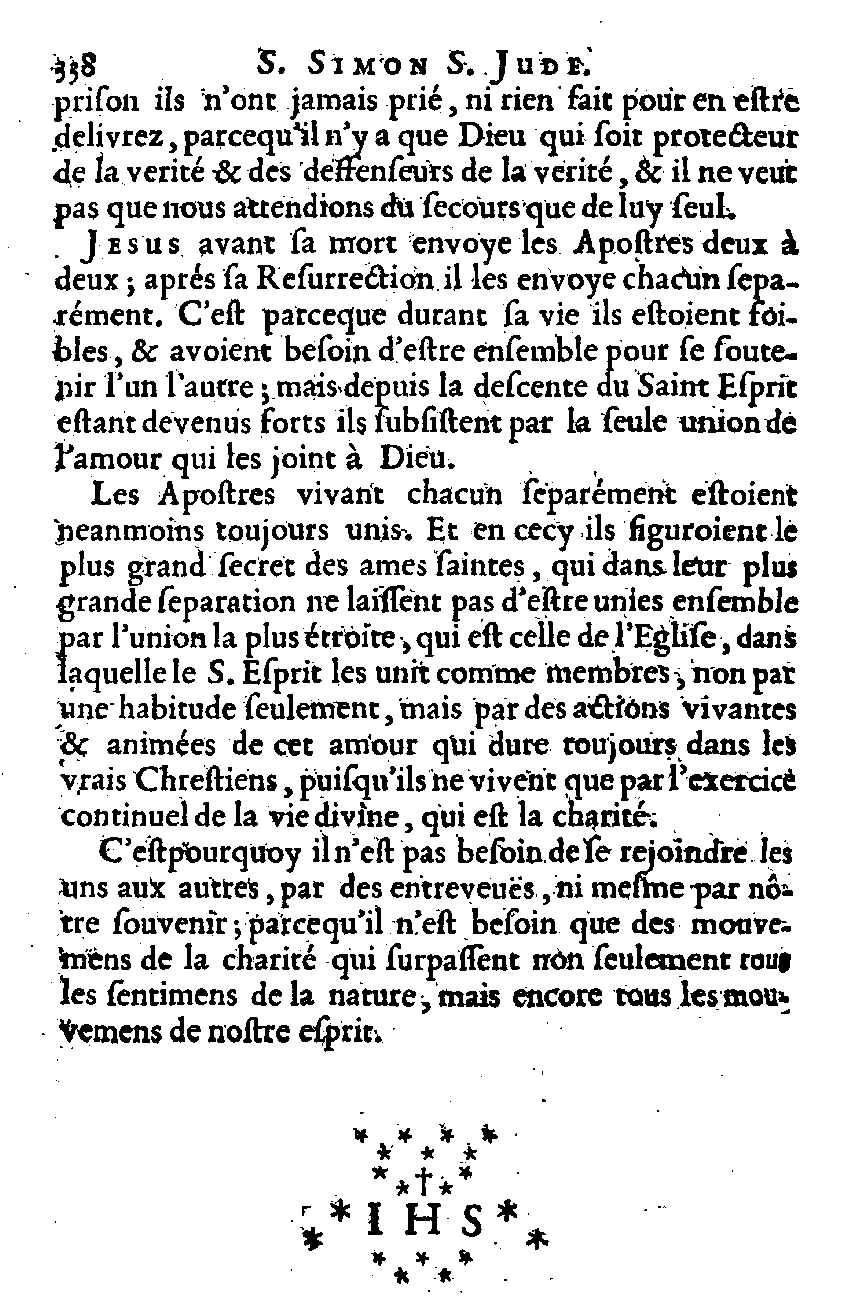 338 S. SIMON S. JUDE.
priſon ils n'ont jamais prié, ni rien fait pour en eſtre
delivrez, parcequ'il n'y a que Dieu qui ſoit protecteur
de la verité & des deffenſeurs de la verité, & il ne veut
pas que nous attendions du ſecours que de luy ſeul.
JESUS avant ſa mort envoye les Apoſtres deux à
deux; aprés ſa Reſurrection il les envoye chacun ſepa-
rément. C'eſt parceque durant ſa vie ils eſtoient foi-
bles, & avoient beſoin d'eſtre enſemble pour ſe ſoute-
nir l'un l'autre; mais depuis la deſcente du Saint Eſprit
eſtant devenus forts ils ſubſiſtent par la ſeule union de
l'amour qui les joint à Dieu.
Les Apoſtres vivant chacun ſeparément eſtoient
neanmoins toujours unis. Et en cecy ils figuroient le
plus grand ſecret des ames ſaintes, qui dans leur plus
grande ſeparation ne laiſſent pas d'eſtre unies enſemble
par l'union la plus étroite, qui eſt celle de l'Egliſe, dans
laquelle le S. Eſprit les unit comme membres, non par
une habitude ſeulement, mais par des actions vivantes
& animées de cet amour qui dure toujours dans les
vrais Chreſtiens, puiſqu'ils ne vivent que par l'exercice
continuel de la vie divine, qui eſt la charité.
C'eſtpourquoy il n'eſt pas beſoin de ſe rejoindre les
uns aux autres, par des entreveuës, ni meſme par nô-
tre ſouvenir; parcequ'il n'eſt beſoin que des mouve-
mens de la charité qui ſurpaſſent non ſeulement tous
les ſentimens de la nature, mais encore tous les mou-
vemens de noſtre eſprit.
* * * *
* * *
* * † * *
* * I H S * *
* * *
* *